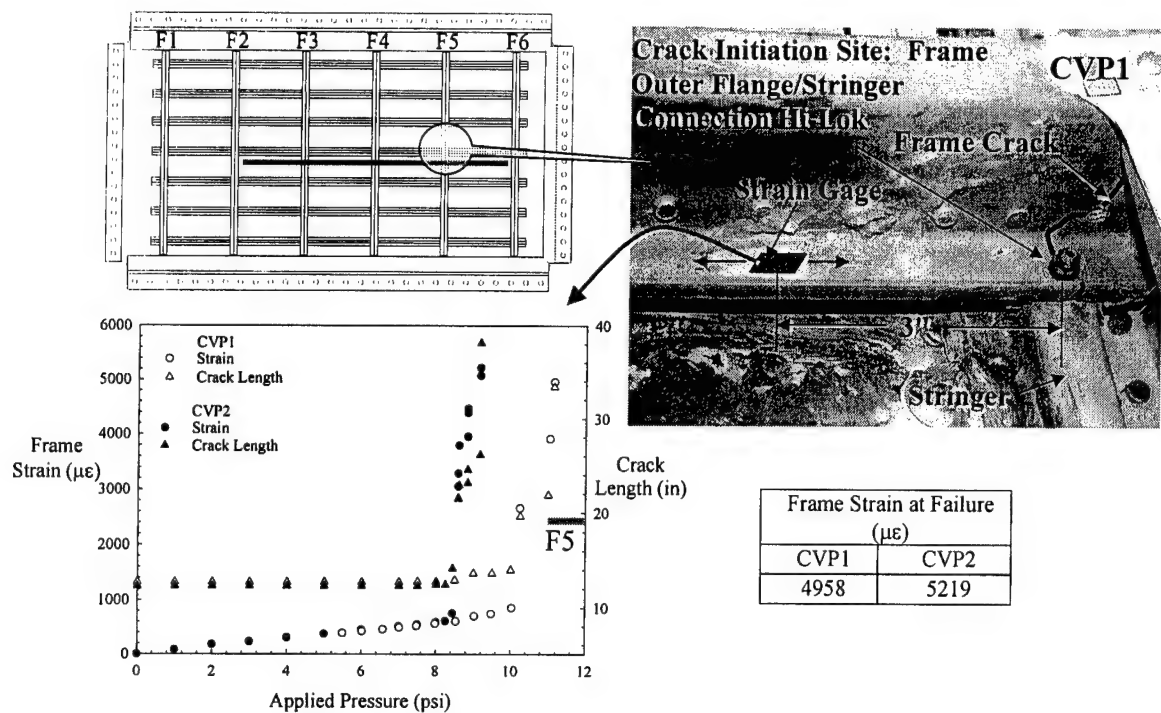 F1 F2 F3 F4 F5 F6
Crack Initiation Site: Frame
Outer Flange/Stringer
Connection Hi-Lok
CVP1
Frame Crack
Strain Gage
Stringer
6000
5000
4000
3000
2000
1000
0
Frame
Strain (με)
CVP1
Strain
Crack Length
CVP2
Strain
Crack Length
40
30
20
10
Crack
Length (in)
F5
0 2 4 6 8 10 12
Applied Pressure (psi)
Frame Strain at Failure
(με)
CVP1 CVP2
4958 5219